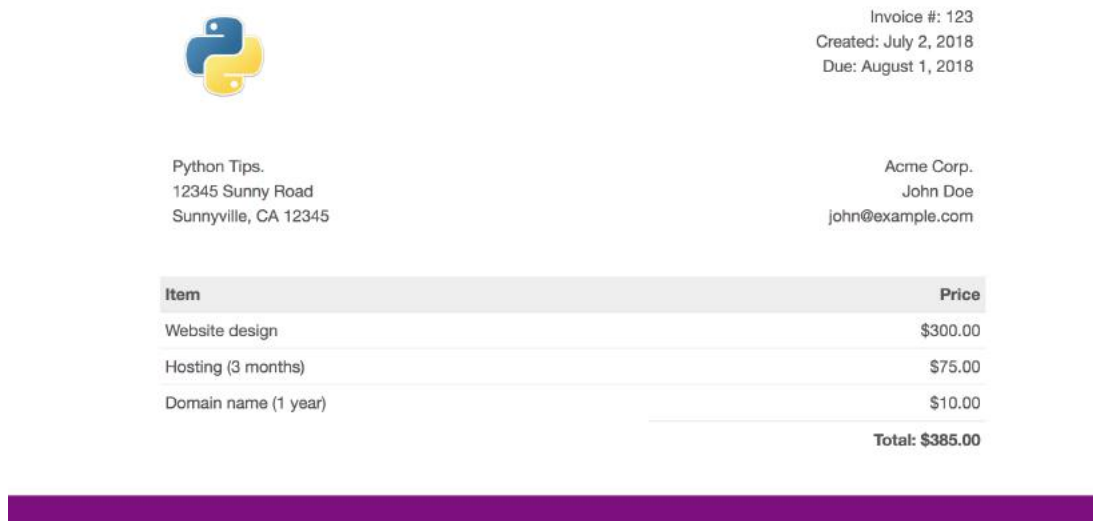 Invoice #: 123
Created: July 2, 2018
Due: August 1, 2018
Python Tips.
12345 Sunny Road
Sunnyville, CA 12345
Acme Corp.
John Doe
john@example.com
Item Price
Website design $300.00
Hosting (3 months) $75.00
Domain name (1 year) $10.00
Total: $385.00